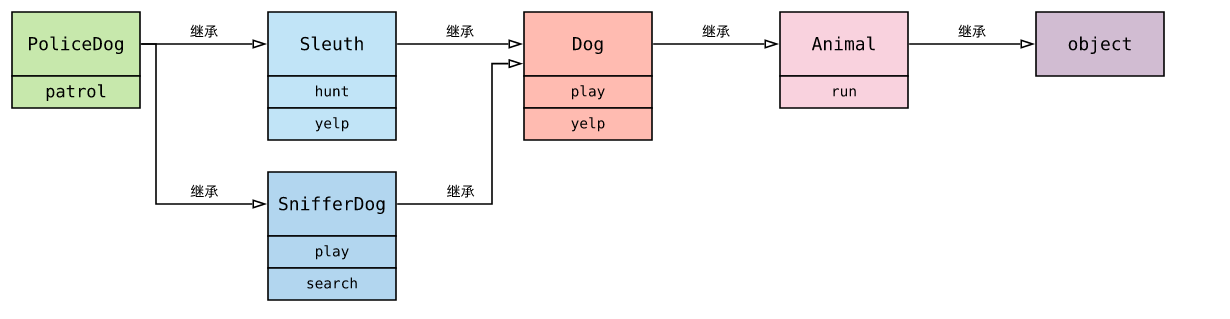 继承
继承
继承
继承
PoliceDog
Sleuth
Dog
Animal
object
patrol
hunt
play
run
yelp
yelp
继承
继承
SnifferDog
play
search